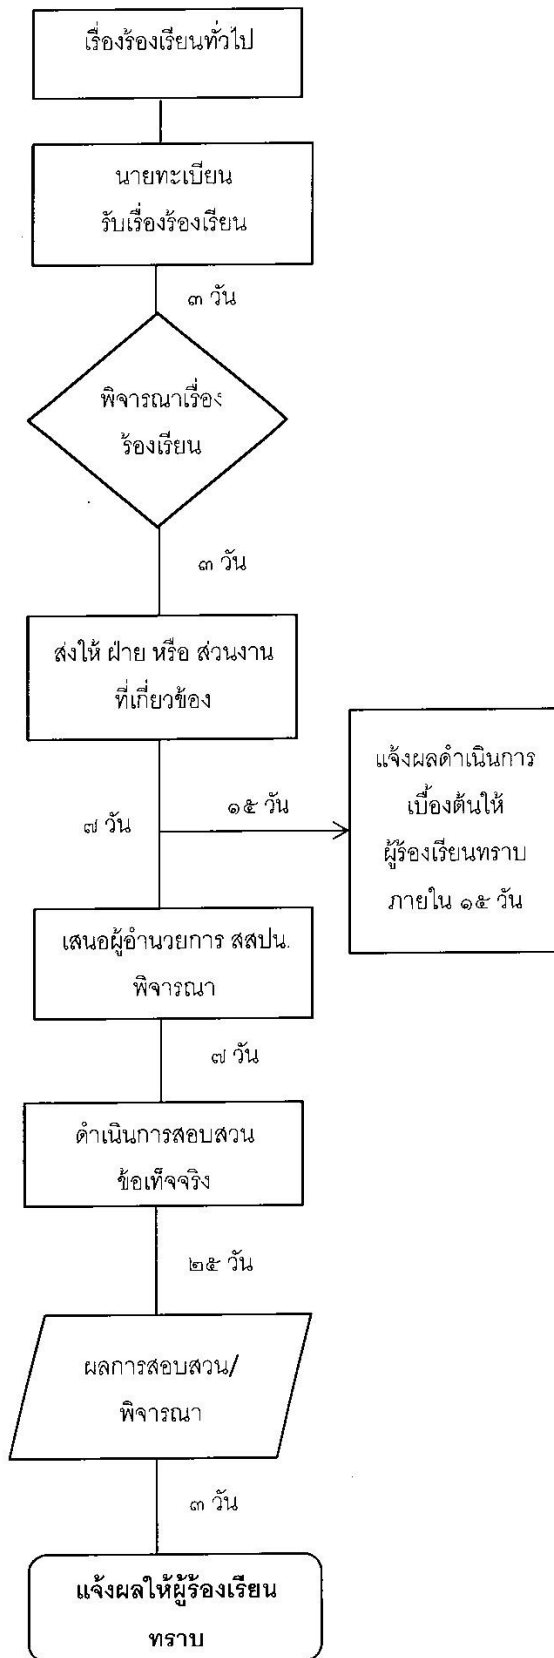 เรื่องร้องเรียนทั่วไป
นายทะเบียน
รับเรื่องร้องเรียน
๓ วัน
พิจารณาเรื่อง
ร้องเรียน
๓ วัน
ส่งให้ ฝ่าย หรือ ส่วนงาน
ที่เกี่ยวข้อง
๗ วัน
๑๕ วัน
แจ้งผลดำเนินการ
เบื้องต้นให้
ผู้ร้องเรียนทราบ
ภายใน ๑๕ วัน
เสนอผู้อำนวยการ สสปน.
พิจารณา
๗ วัน
ดำเนินการสอบสวน
ข้อเท็จจริง
๒๕ วัน
ผลการสอบสวน/
พิจารณา
๓ วัน
แจ้งผลให้ผู้ร้องเรียน
ทราบ